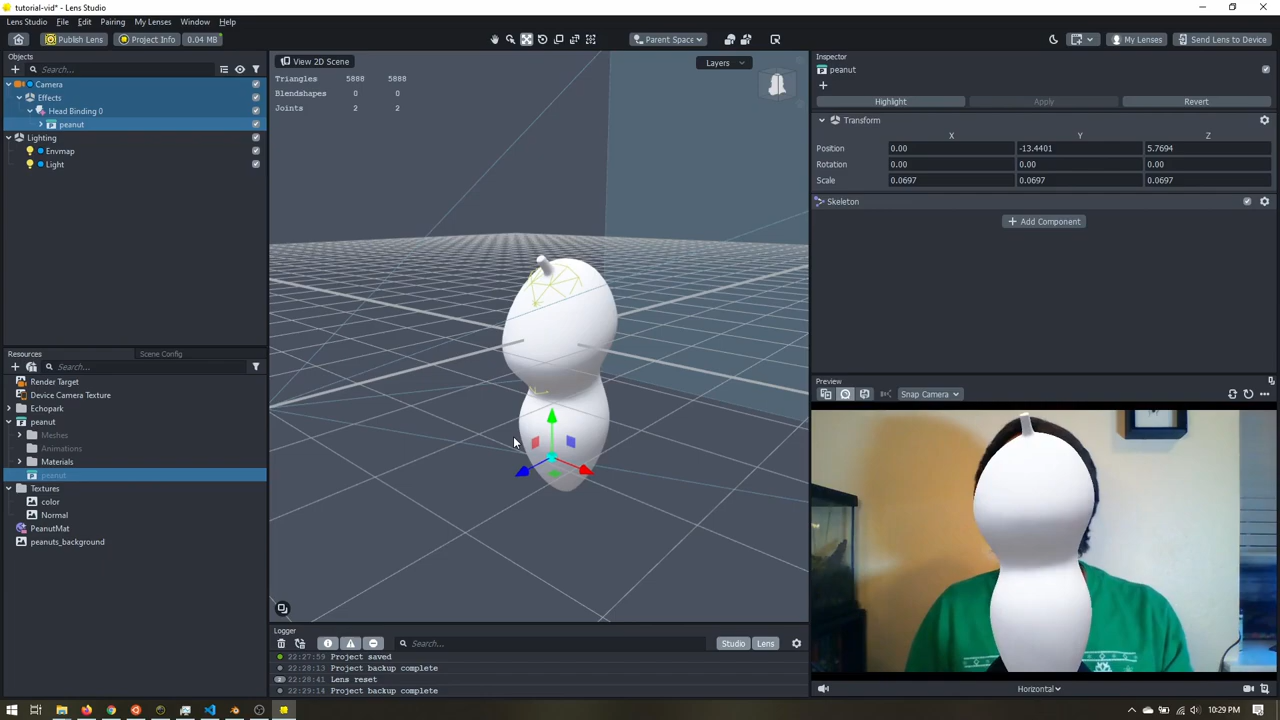 tutorial-vid* - Lens Studio
Lens Studio File Edit Pairing My Lenses Window Help
Publish Lens Project Info 0.04 MB Parent Space My Lenses Send Lens to Device
Objects
Search...
Camera
Effects
Head Binding 0
peanut
Lighting
Envmap
Light
Resources Scene Config
Search...
Render Target
Device Camera Texture
Echopark
peanut
Meshes
Animations
Materials
peanut
Textures
color
Normal
PeanutMat
peanuts_background
View 2D Scene Layers
Triangles 5888 5888
Blendshapes 0 0
Joints 2 2
Logger
Search... Studio Lens
22:27:59 Project saved
22:28:13 Project backup complete
22:28:41 Lens reset
22:29:14 Project backup complete
Inspector
peanut
Highlight Apply Revert
Transform
X Y Z
Position 0.00 -13.4401 5.7694
Rotation 0.00 0.00 0.00
Scale 0.0697 0.0697 0.0697
Skeleton
Add Component
Preview
Snap Camera
Horizontal
10:29 PM